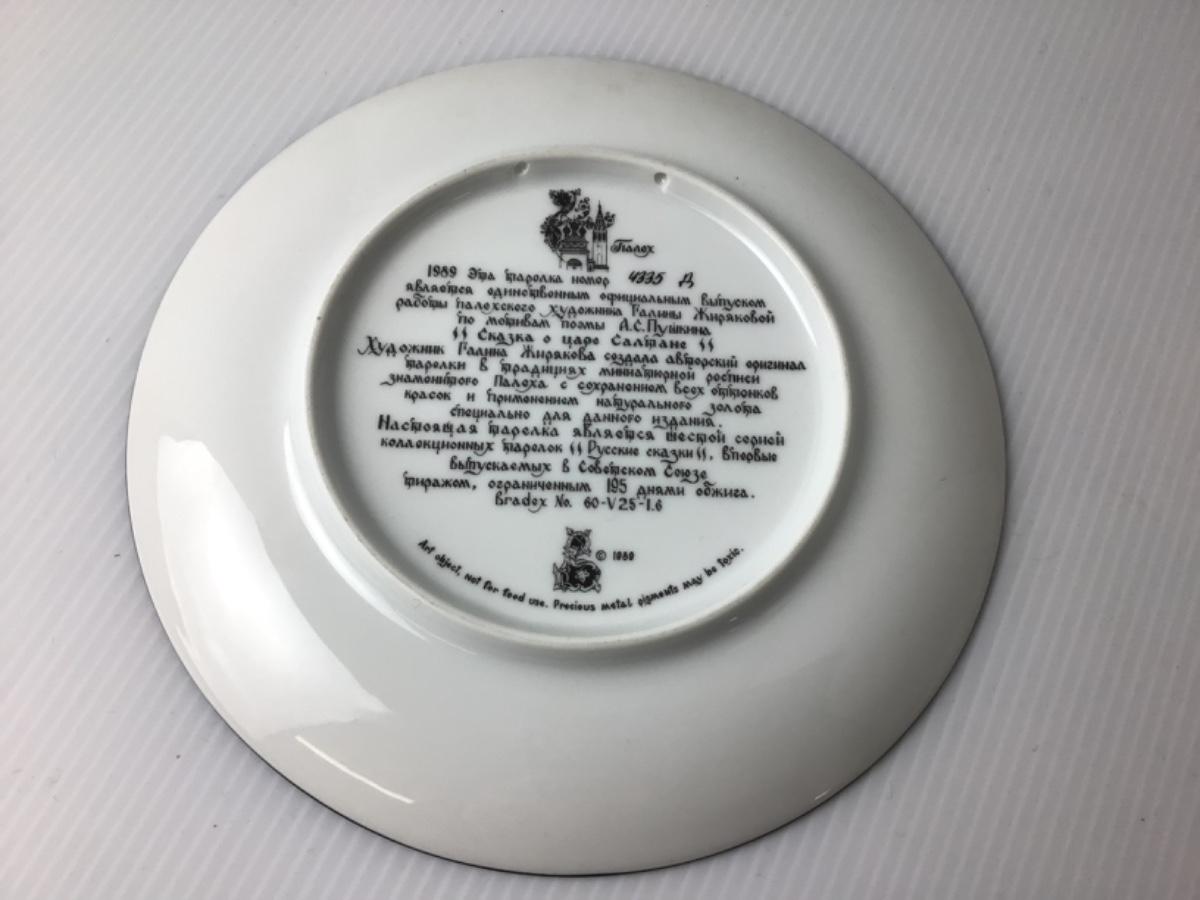 Палех
1989 Эта тарелка номер 4335 Д
является единственным официальным выпуском
работы палехского художника Галины Жиряковой
по мотивам поэмы А.С.Пушкина
"Сказка о царе Салтане"
Художник Галина Жирякова создала авторский оригинал
тарелки в традициях миниатюрной росписи
знаменитого Палеха с сохранением всех оттенков
красок и применением натурального золота
специально для данного издания.
Настоящая тарелка является шестой серией
коллекционных тарелок "Русские сказки", впервые
выпускаемых в Советском Союзе
тиражом, ограниченным 195 днями обжига.
Bradex No. 60-V25-1.6
© 1989
Art object, Not for food use. Precious metal pigments may be toxic.